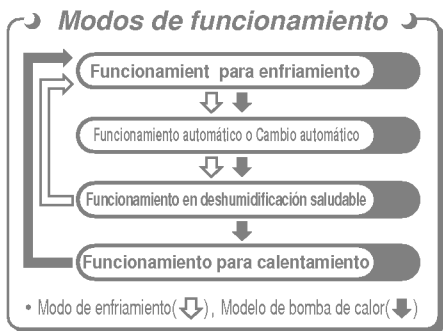 Modos de funcionamiento
Funcionamient para enfriamiento
Funcionamiento automático o Cambio automático
Funcionamiento en deshumidificación saludable
Funcionamiento para calentamiento
• Modo de enfriamiento(⇩), Modelo de bomba de calor(🡇)